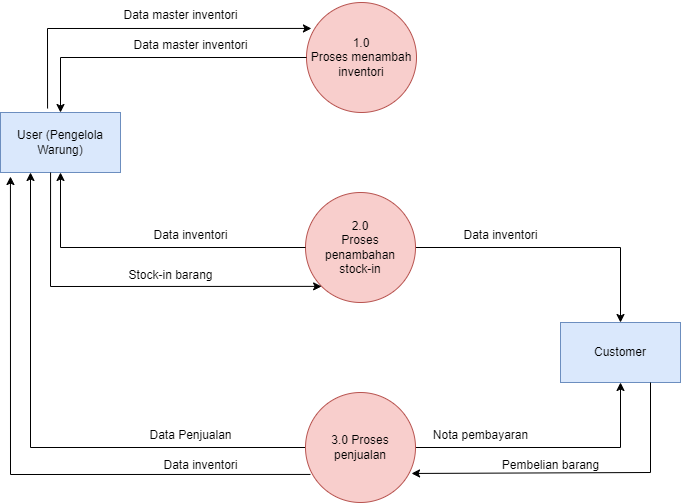 Data master inventori
Data master inventori
1.0
Proses menambah
inventori
User (Pengelola
Warung)
2.0
Proses
penambahan
stock-in
Data inventori
Data inventori
Stock-in barang
Customer
3.0 Proses
penjualan
Data Penjualan
Nota pembayaran
Data inventori
Pembelian barang